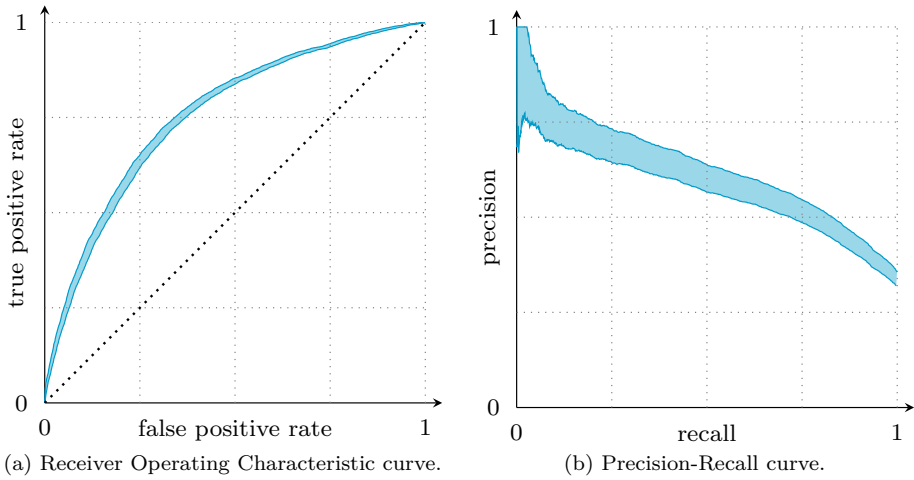 1
true positive rate
0
0
false positive rate
1
(a) Receiver Operating Characteristic curve.
1
precision
0
0
recall
1
(b) Precision-Recall curve.